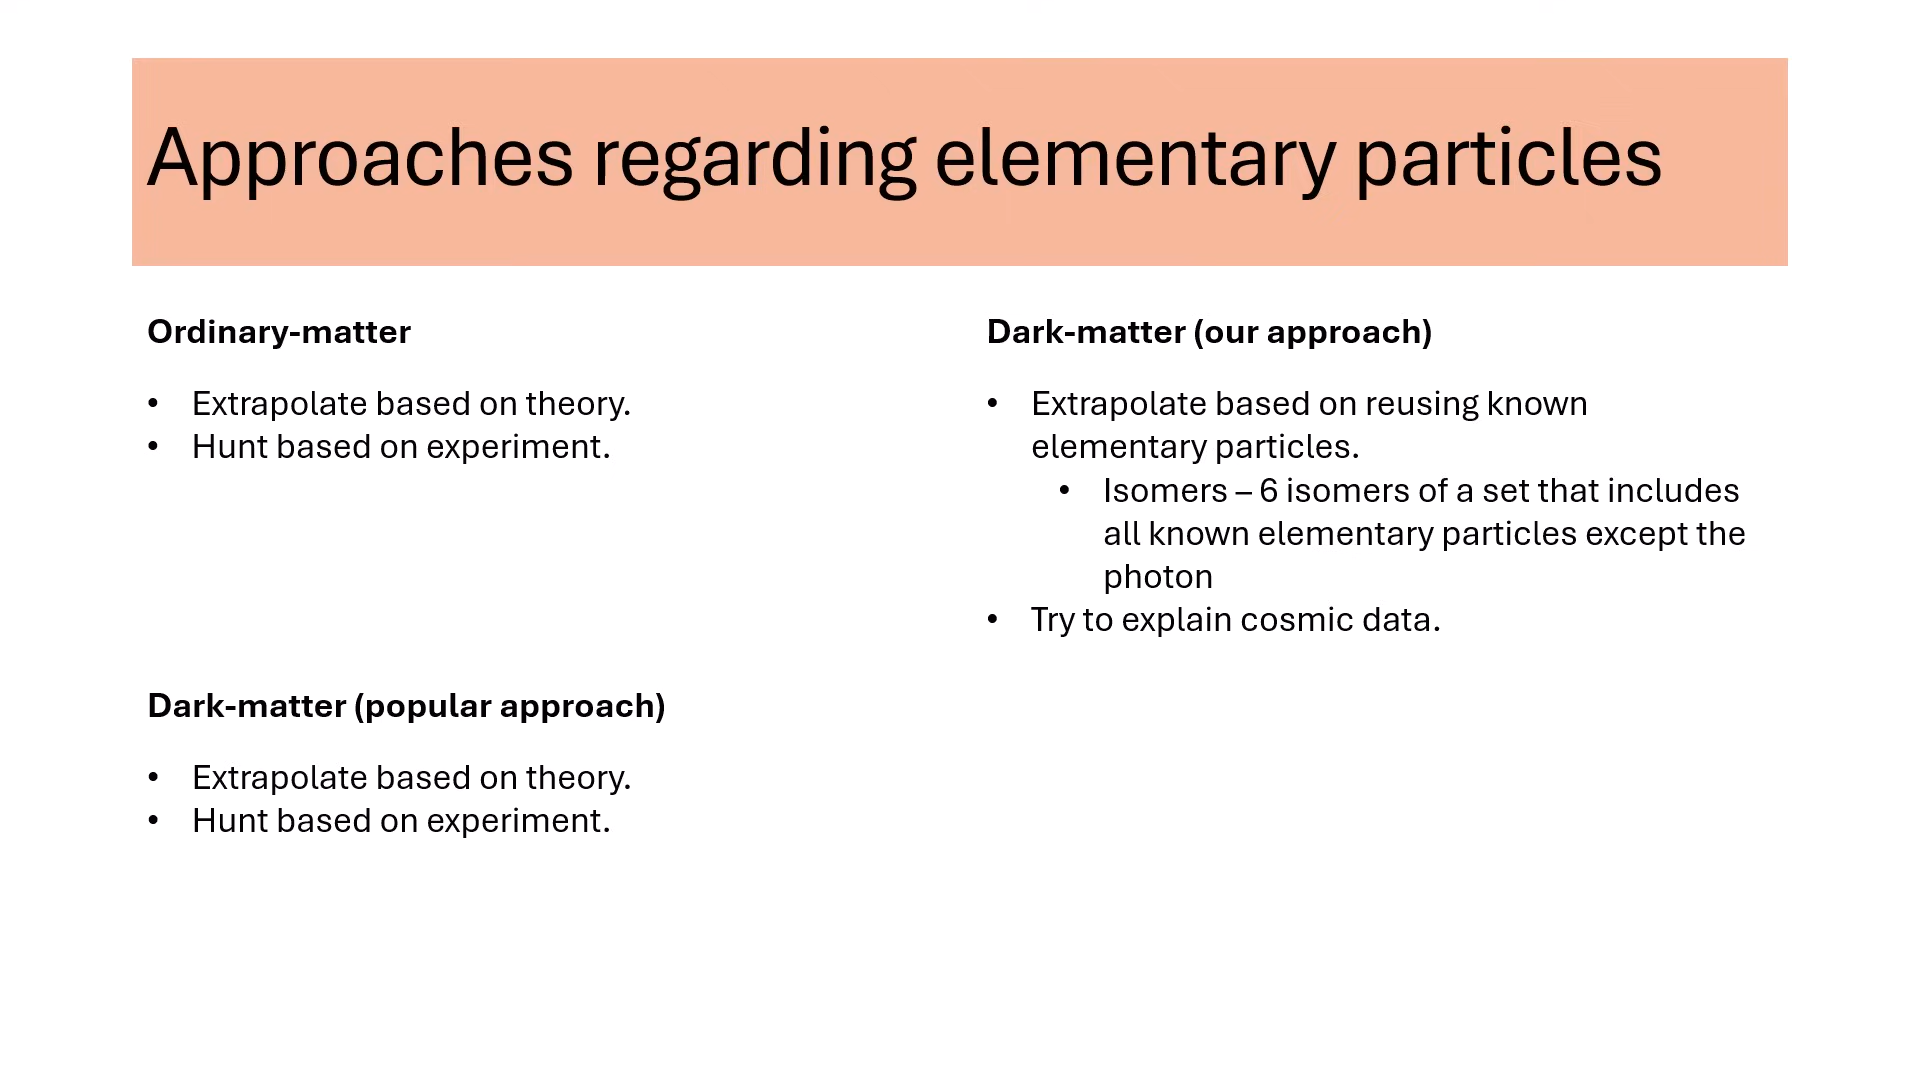 Approaches regarding elementary particles
Ordinary-matter
• Extrapolate based on theory.
• Hunt based on experiment.
Dark-matter (popular approach)
• Extrapolate based on theory.
• Hunt based on experiment.
Dark-matter (our approach)
• Extrapolate based on reusing known
elementary particles.
• Isomers – 6 isomers of a set that includes
all known elementary particles except the
photon
• Try to explain cosmic data.